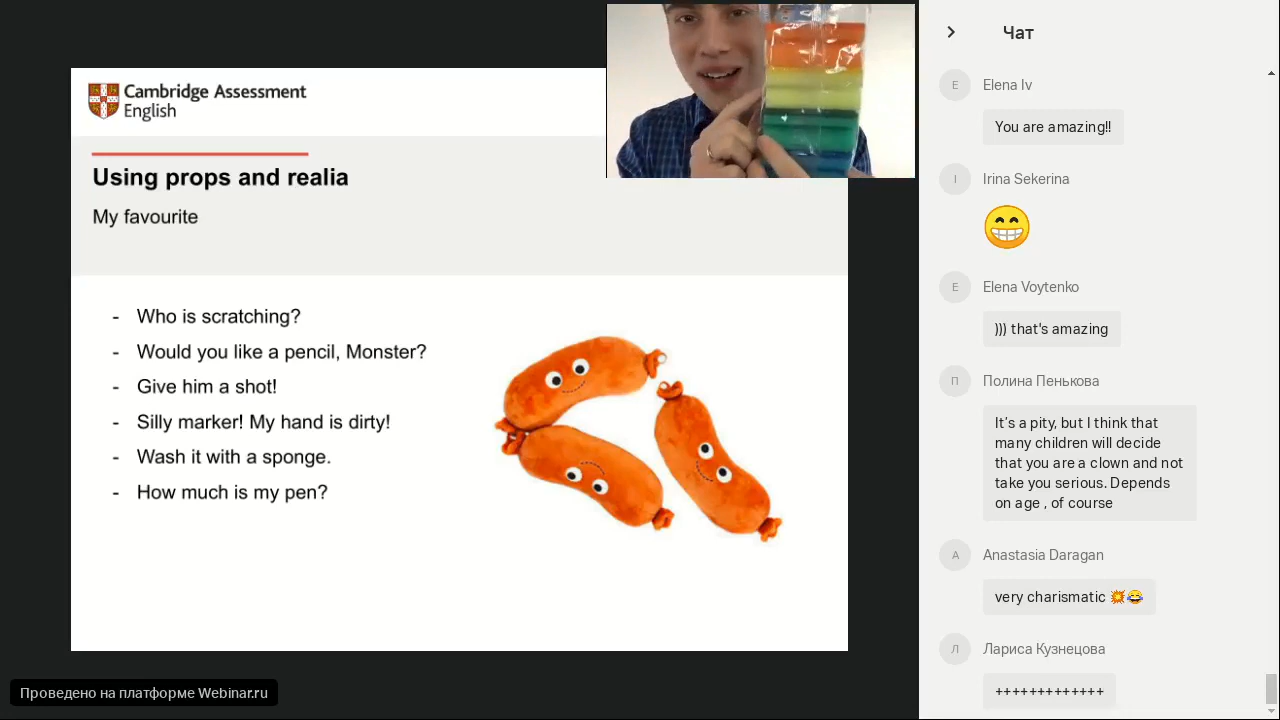 Cambridge Assessment
English
Using props and realia
My favourite
- Who is scratching?
- Would you like a pencil, Monster?
- Give him a shot!
- Silly marker! My hand is dirty!
- Wash it with a sponge.
- How much is my pen?
Проведено на платформе Webinar.ru
Чат
E
Elena Iv
You are amazing!!
I
Irina Sekerina
E
Elena Voytenko
))) that's amazing
П
Полина Пенькова
It’s a pity, but I think that
many children will decide
that you are a clown and not
take you serious. Depends
on age , of course
A
Anastasia Daragan
very charismatic 💥😂
Л
Лариса Кузнецова
+++++++++++++